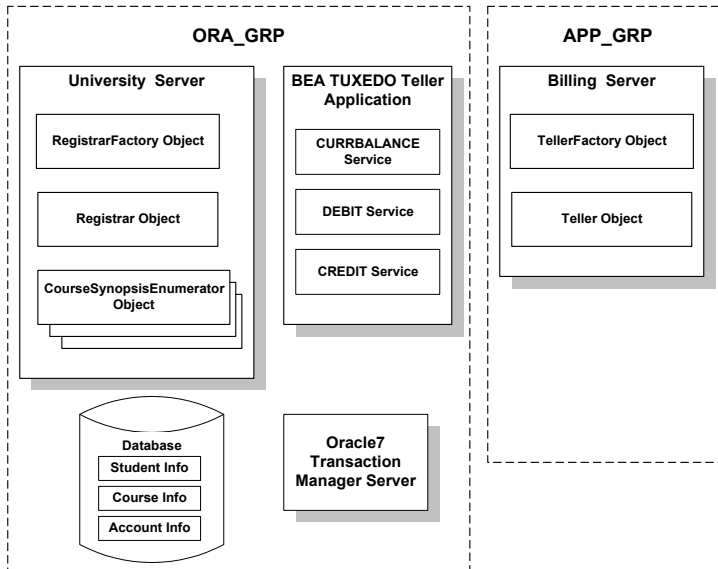 ORA_GRP
University Server
RegistrarFactory Object
Registrar Object
CourseSynopsisEnumerator
Object
BEA TUXEDO Teller
Application
CURRBALANCE
Service
DEBIT Service
CREDIT Service
Database
Student Info
Course Info
Account Info
Oracle7
Transaction
Manager Server
APP_GRP
Billing Server
TellerFactory Object
Teller Object